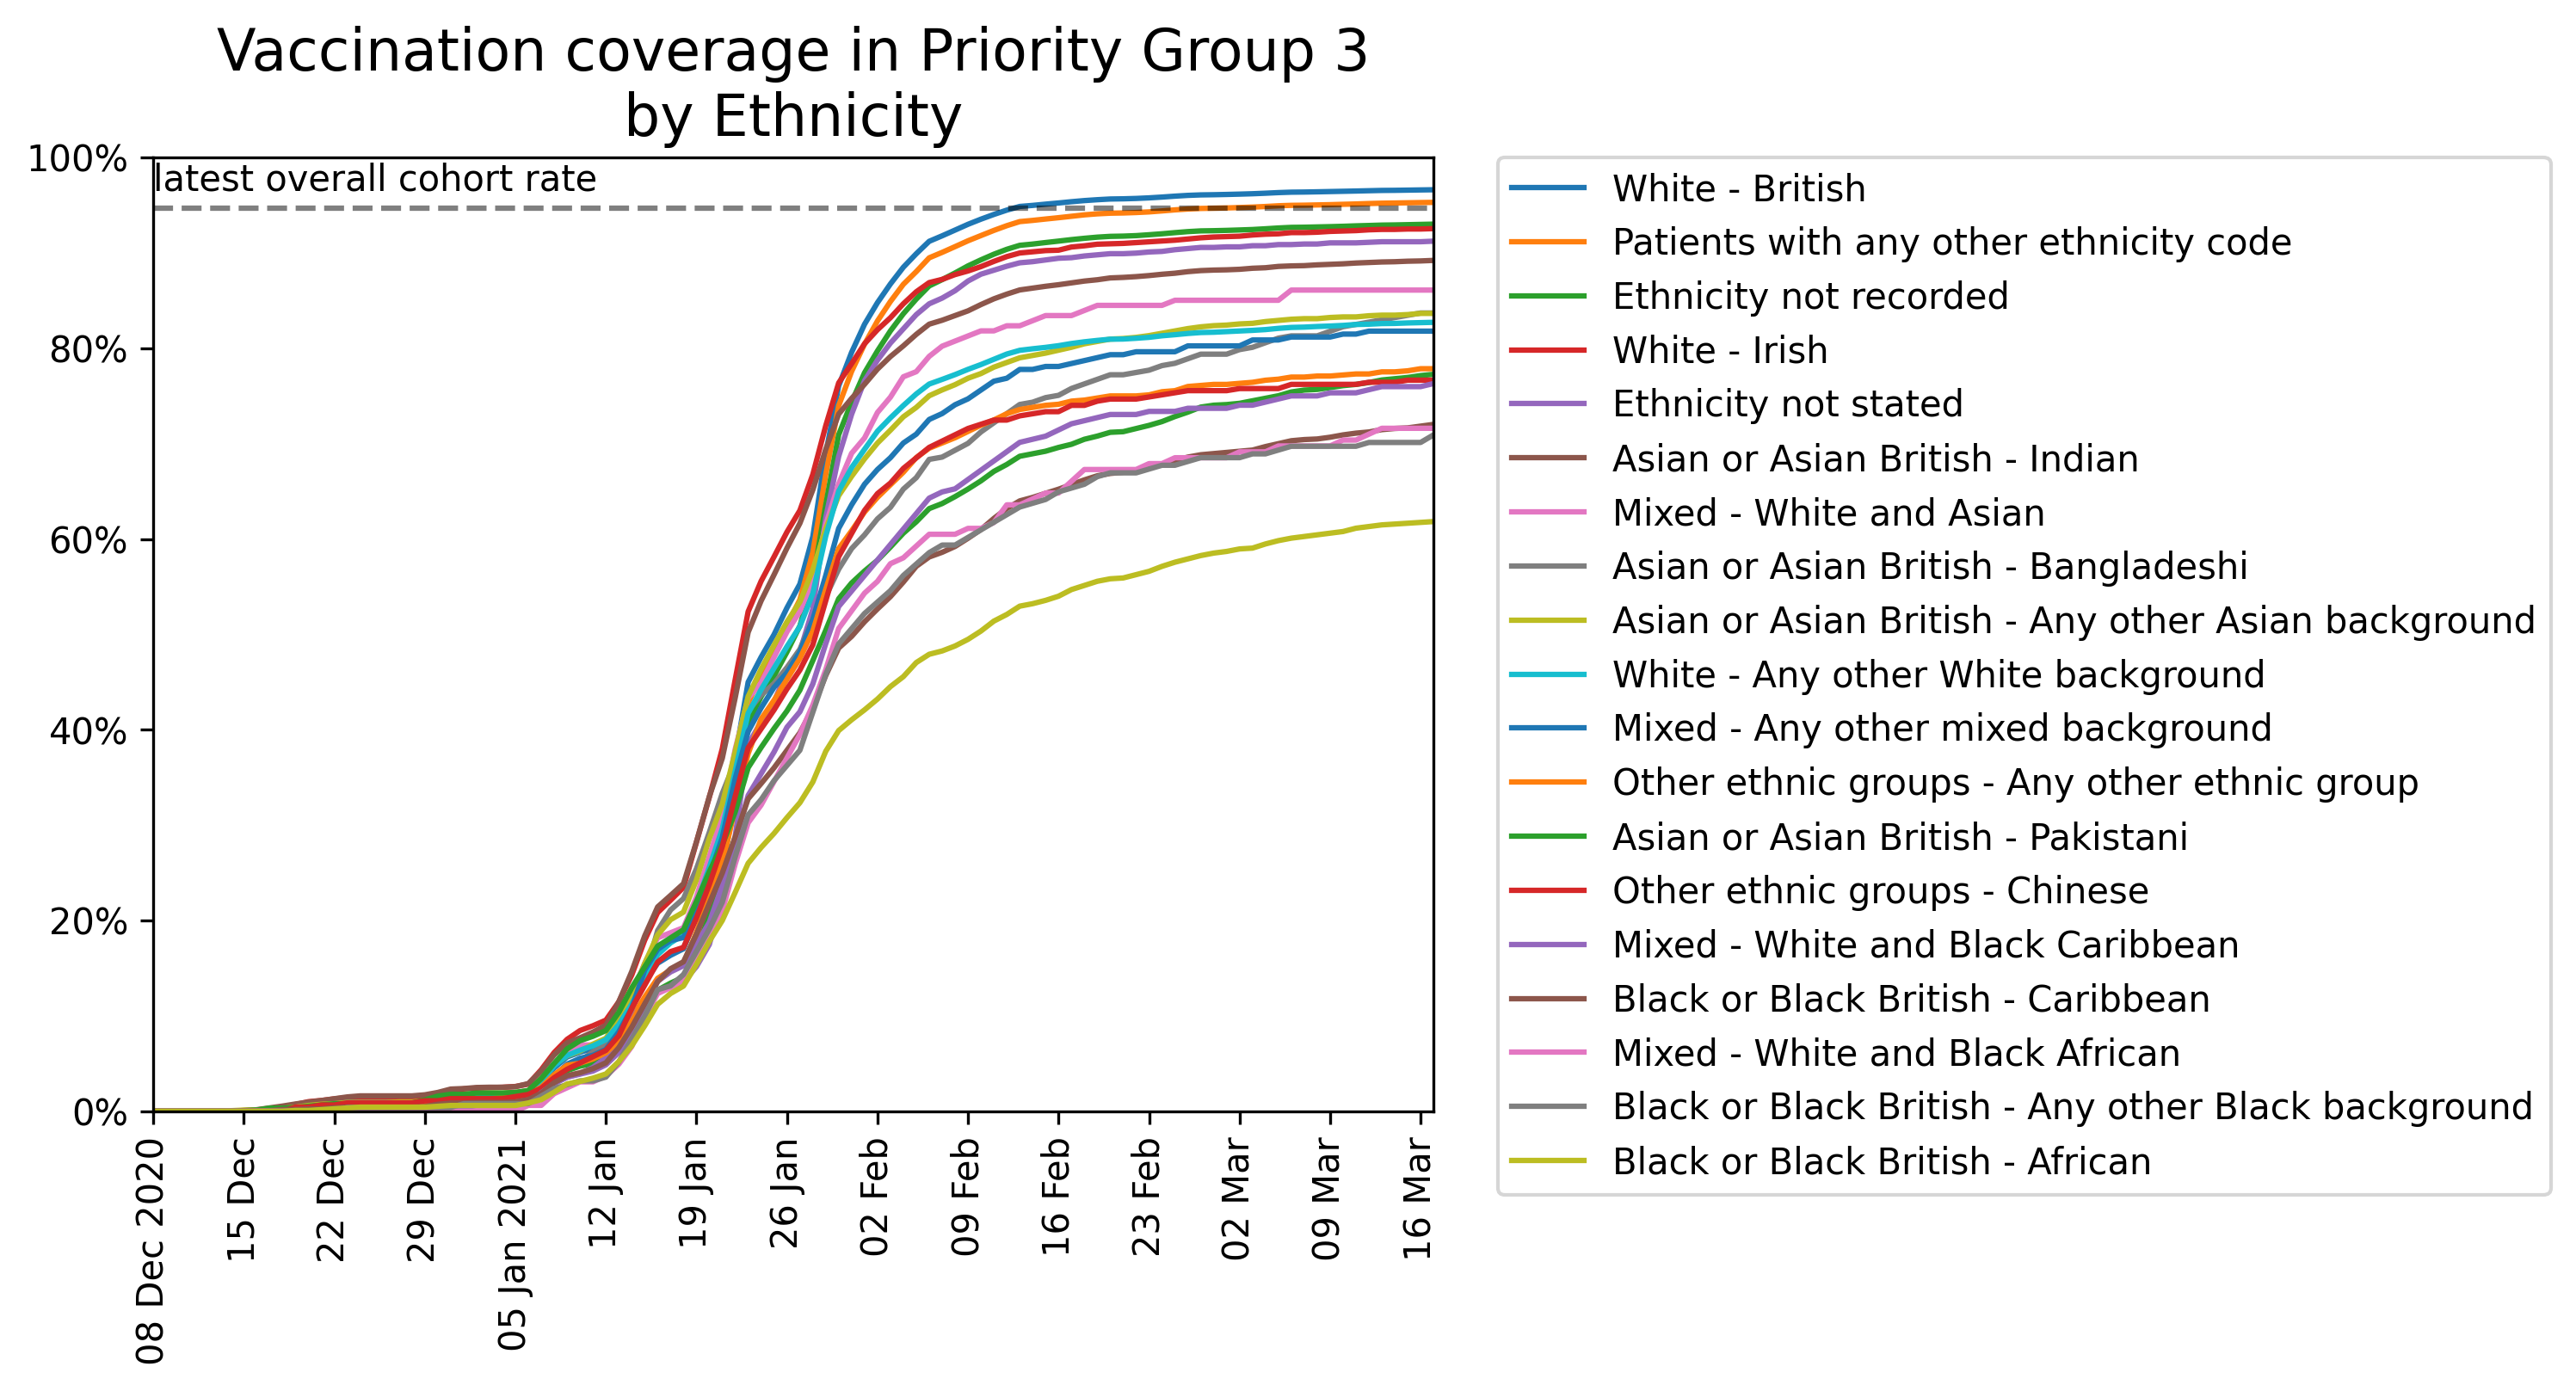 Vaccination coverage in Priority Group 3
by Ethnicity
100%
80%
60%
40%
20%
0%
latest overall cohort rate
08 Dec 2020
15 Dec
22 Dec
29 Dec
05 Jan 2021
12 Jan
19 Jan
26 Jan
02 Feb
09 Feb
16 Feb
23 Feb
02 Mar
09 Mar
16 Mar
White - British
Patients with any other ethnicity code
Ethnicity not recorded
White - Irish
Ethnicity not stated
Asian or Asian British - Indian
Mixed - White and Asian
Asian or Asian British - Bangladeshi
Asian or Asian British - Any other Asian background
White - Any other White background
Mixed - Any other mixed background
Other ethnic groups - Any other ethnic group
Asian or Asian British - Pakistani
Other ethnic groups - Chinese
Mixed - White and Black Caribbean
Black or Black British - Caribbean
Mixed - White and Black African
Black or Black British - Any other Black background
Black or Black British - African